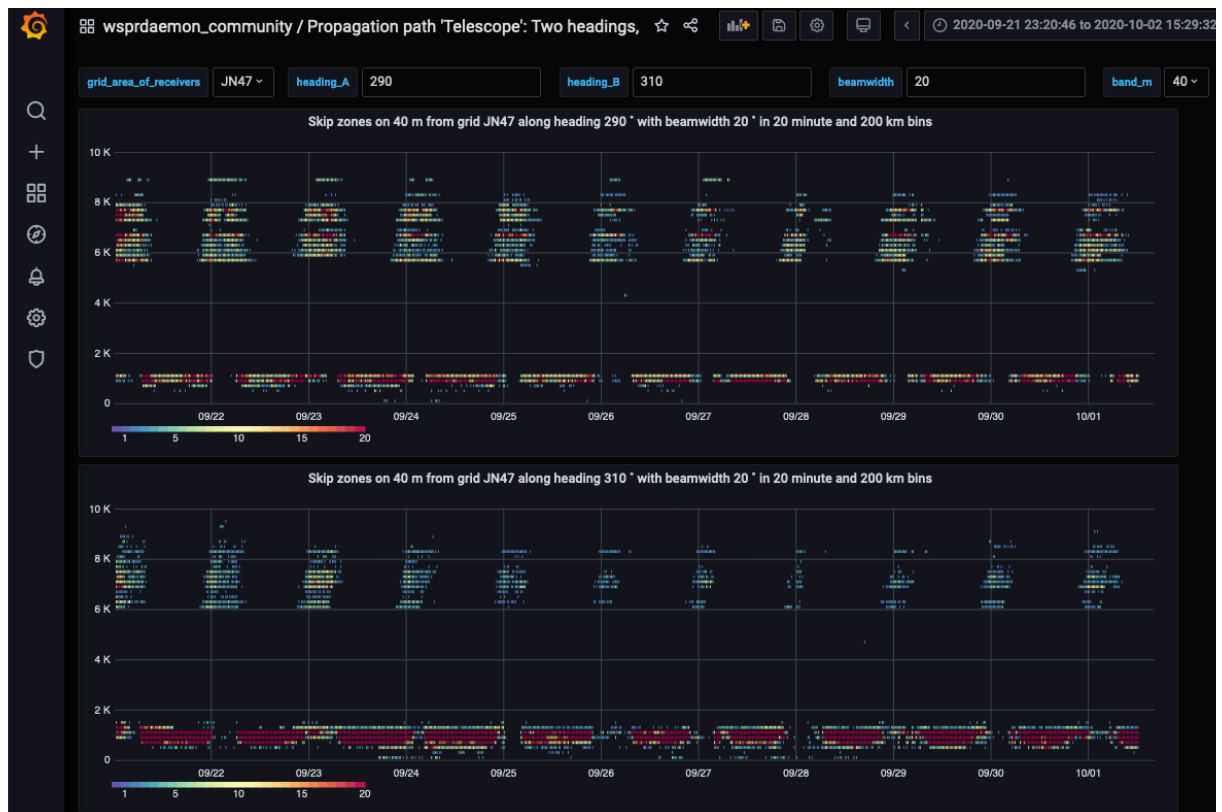 wsprdaemon_community / Propagation path 'Telescope': Two headings,
2020-09-21 23:20:46 to 2020-10-02 15:29:32
grid_area_of_receivers JN47 heading_A 290 heading_B 310 beamwidth 20 band_m 40
Skip zones on 40 m from grid JN47 along heading 290 ° with beamwidth 20 ° in 20 minute and 200 km bins
10 K
8 K
6 K
4 K
2 K
0
09/22 09/23 09/24 09/25 09/26 09/27 09/28 09/29 09/30 10/01
1 5 10 15 20
Skip zones on 40 m from grid JN47 along heading 310 ° with beamwidth 20 ° in 20 minute and 200 km bins
10 K
8 K
6 K
4 K
2 K
0
09/22 09/23 09/24 09/25 09/26 09/27 09/28 09/29 09/30 10/01
1 5 10 15 20